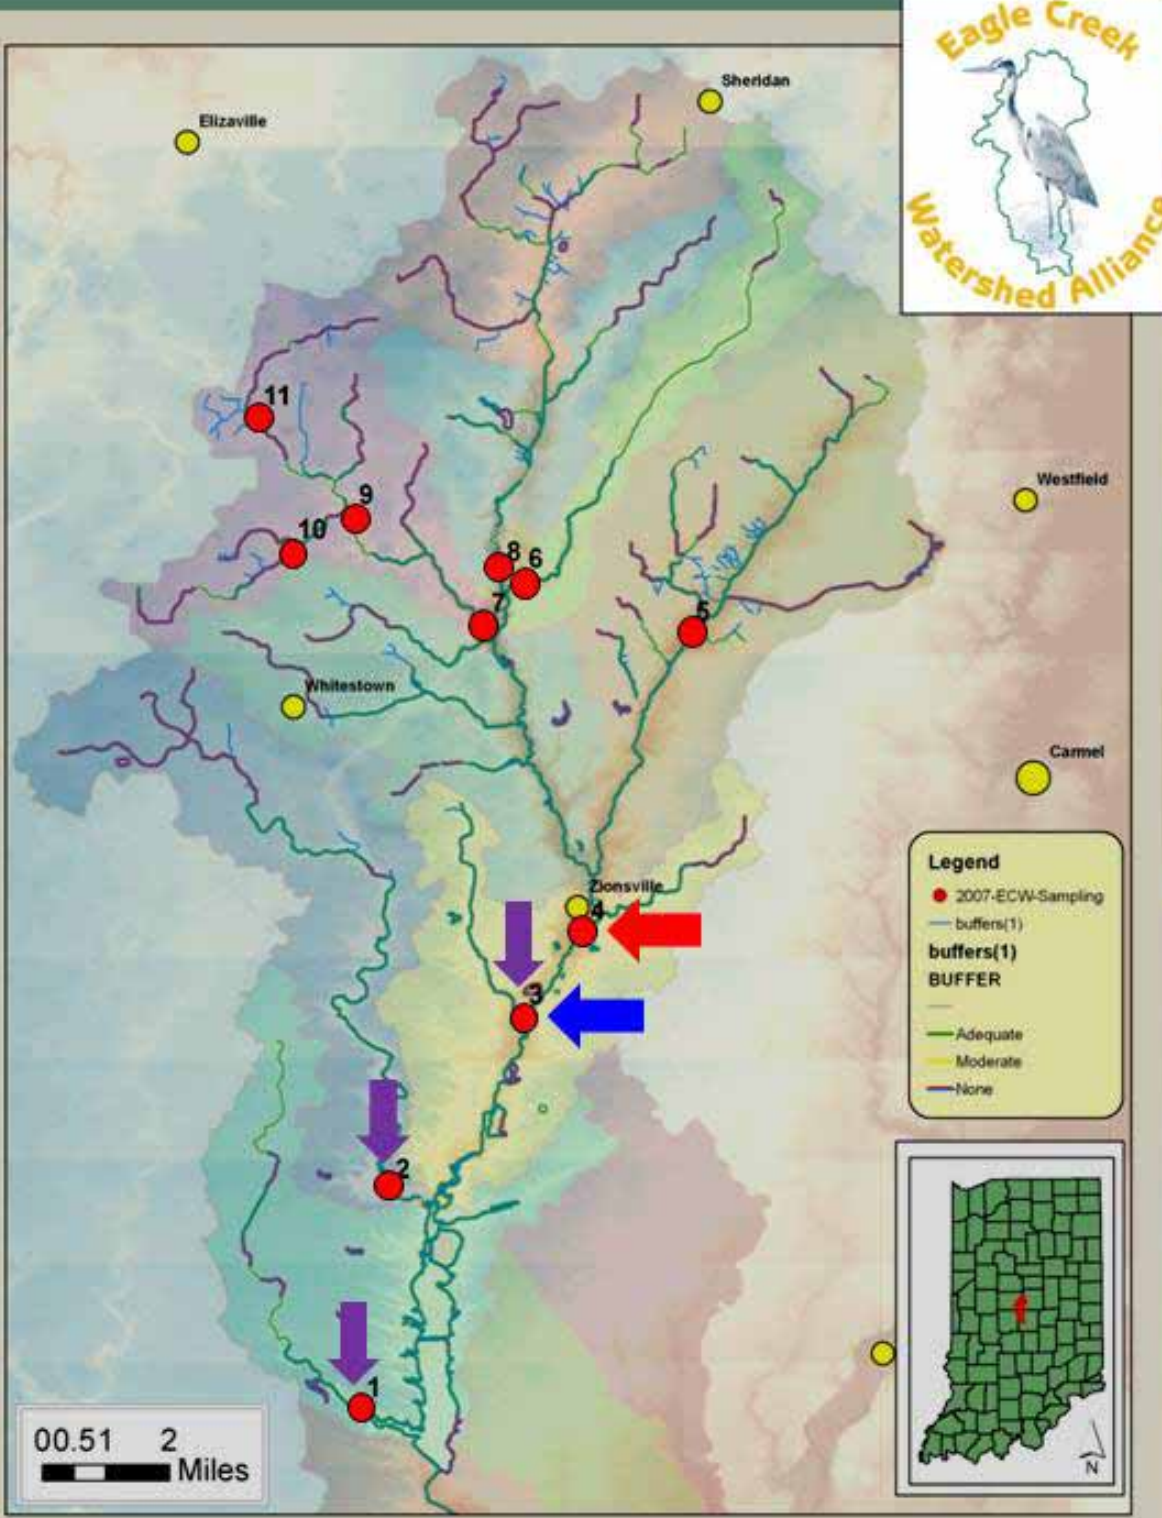 Eagle Creek
Watershed Alliance
Sheridan
Elizaville
11
Westfield
9
10
8
6
7
5
Whitestown
Carmel
Zionsville
4
3
2
1
Legend
2007-ECW-Sampling
buffers(1)
buffers(1)
BUFFER
Adequate
Moderate
None
00.51 2
Miles
N